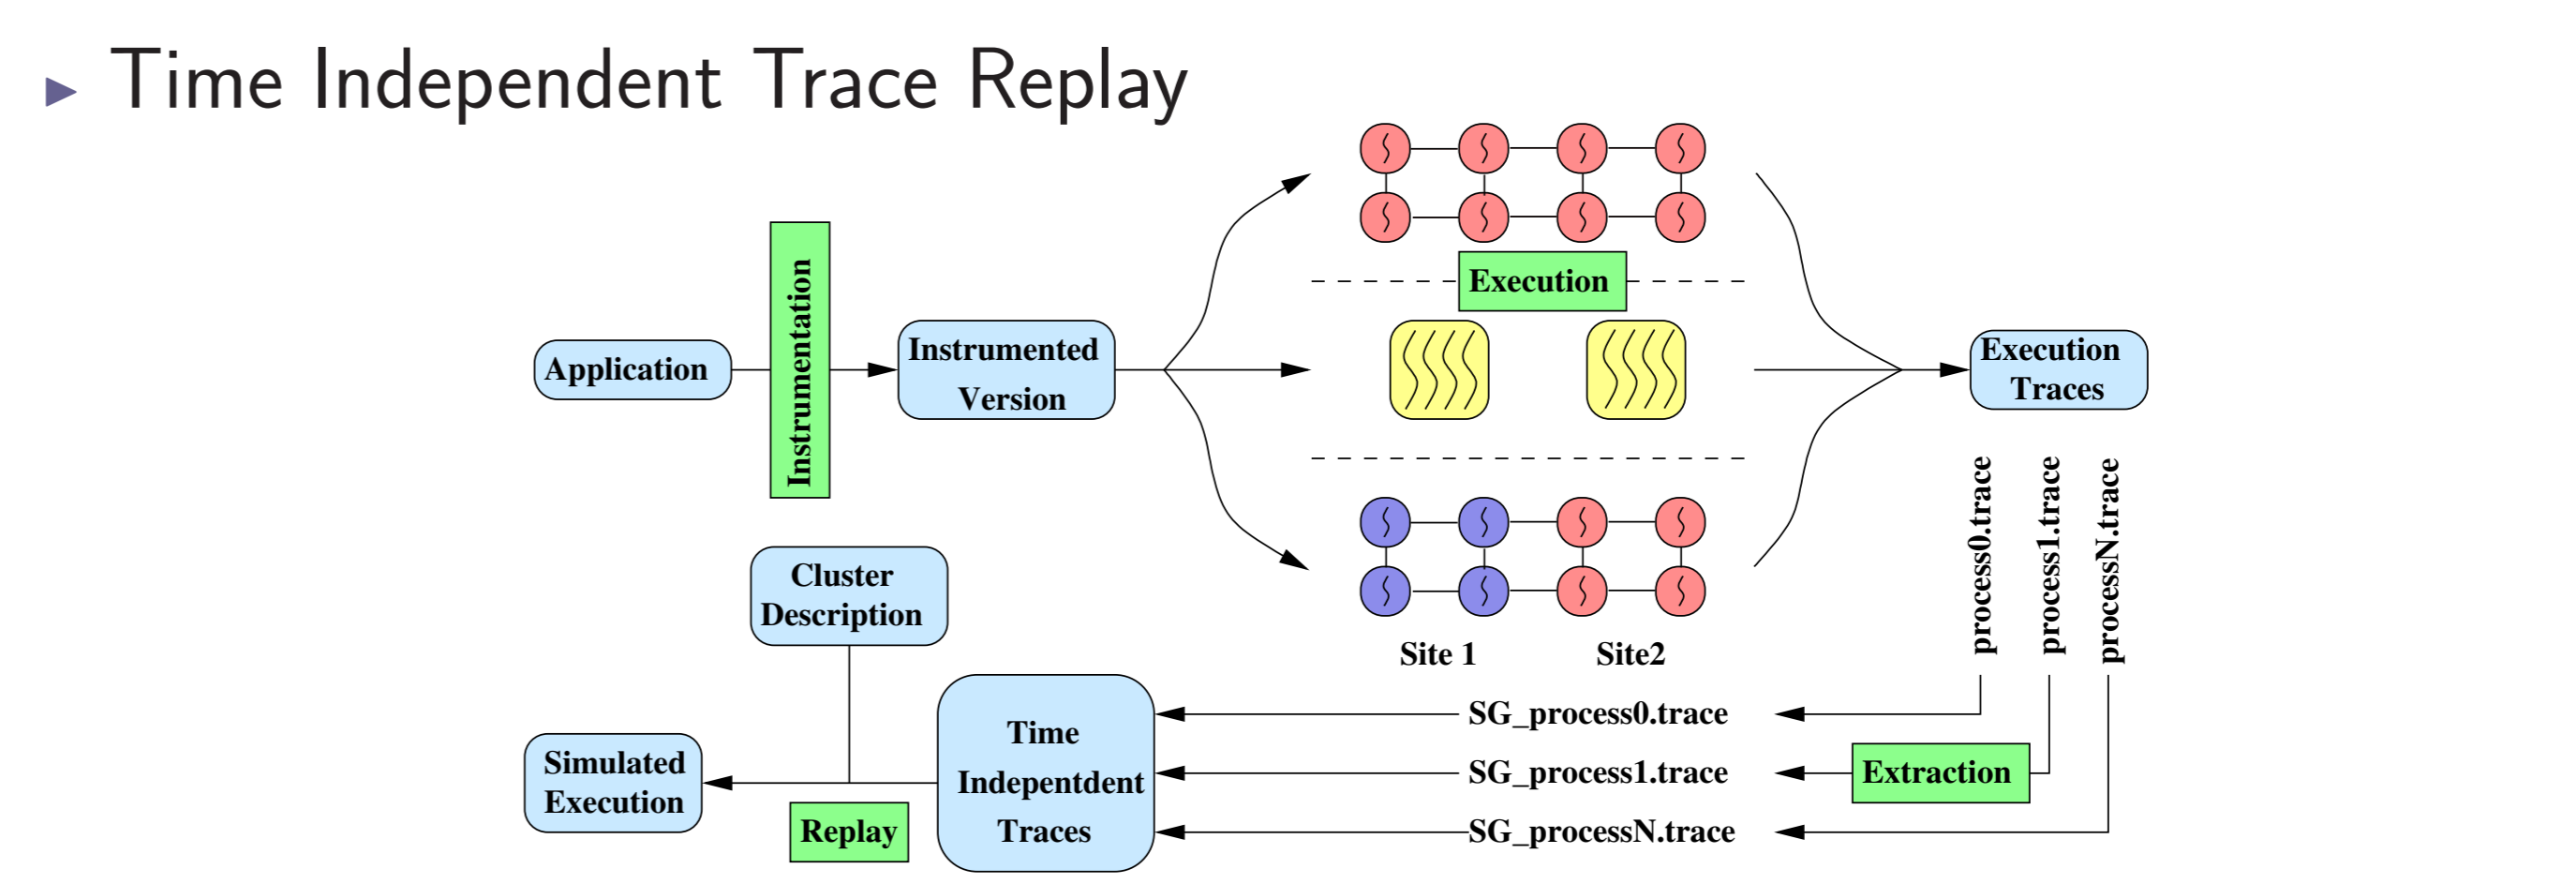 Time Independent Trace Replay
Application
Instrumentation
Instrumented
Version
Execution
Execution
Traces
Site 1
Site2
process0.trace
process1.trace
processN.trace
Cluster
Description
Simulated
Execution
Replay
Time
Indepentdent
Traces
SG_process0.trace
SG_process1.trace
SG_processN.trace
Extraction